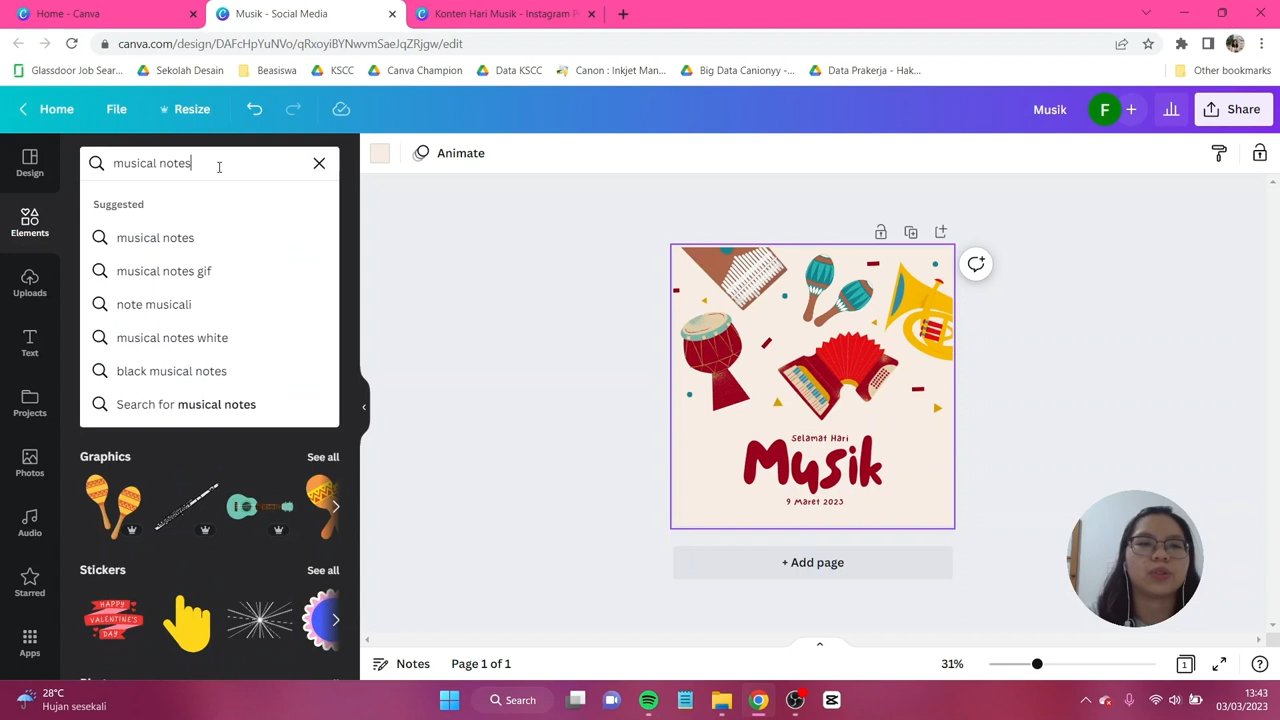 Home - Canva
Musik - Social Media
Konten Hari Musik - Instagram P
canva.com/design/DAFcHpYuNVo/qRxoyiBYNwvmSaeJqZRjgw/edit
Glassdoor Job Sear...
Sekolah Desain
Beasiswa
KSCC
Canva Champion
Data KSCC
Canon : Inkjet Man...
Big Data Canionyy -...
Data Prakerja - Hak...
Other bookmarks
Home
File
Resize
Musik
F
Share
Design
Elements
Uploads
Text
Projects
Photos
Audio
Starred
Apps
musical notes
Suggested
musical notes
musical notes gif
note musicali
musical notes white
black musical notes
Search for musical notes
Graphics
See all
Stickers
See all
HAPPY
VALENTINE'S
DAY
Animate
Selamat Hari
Musik
9 Maret 2023
+ Add page
Notes
Page 1 of 1
31%
1
28°C
Hujan sesekali
Search
13:43
03/03/2023